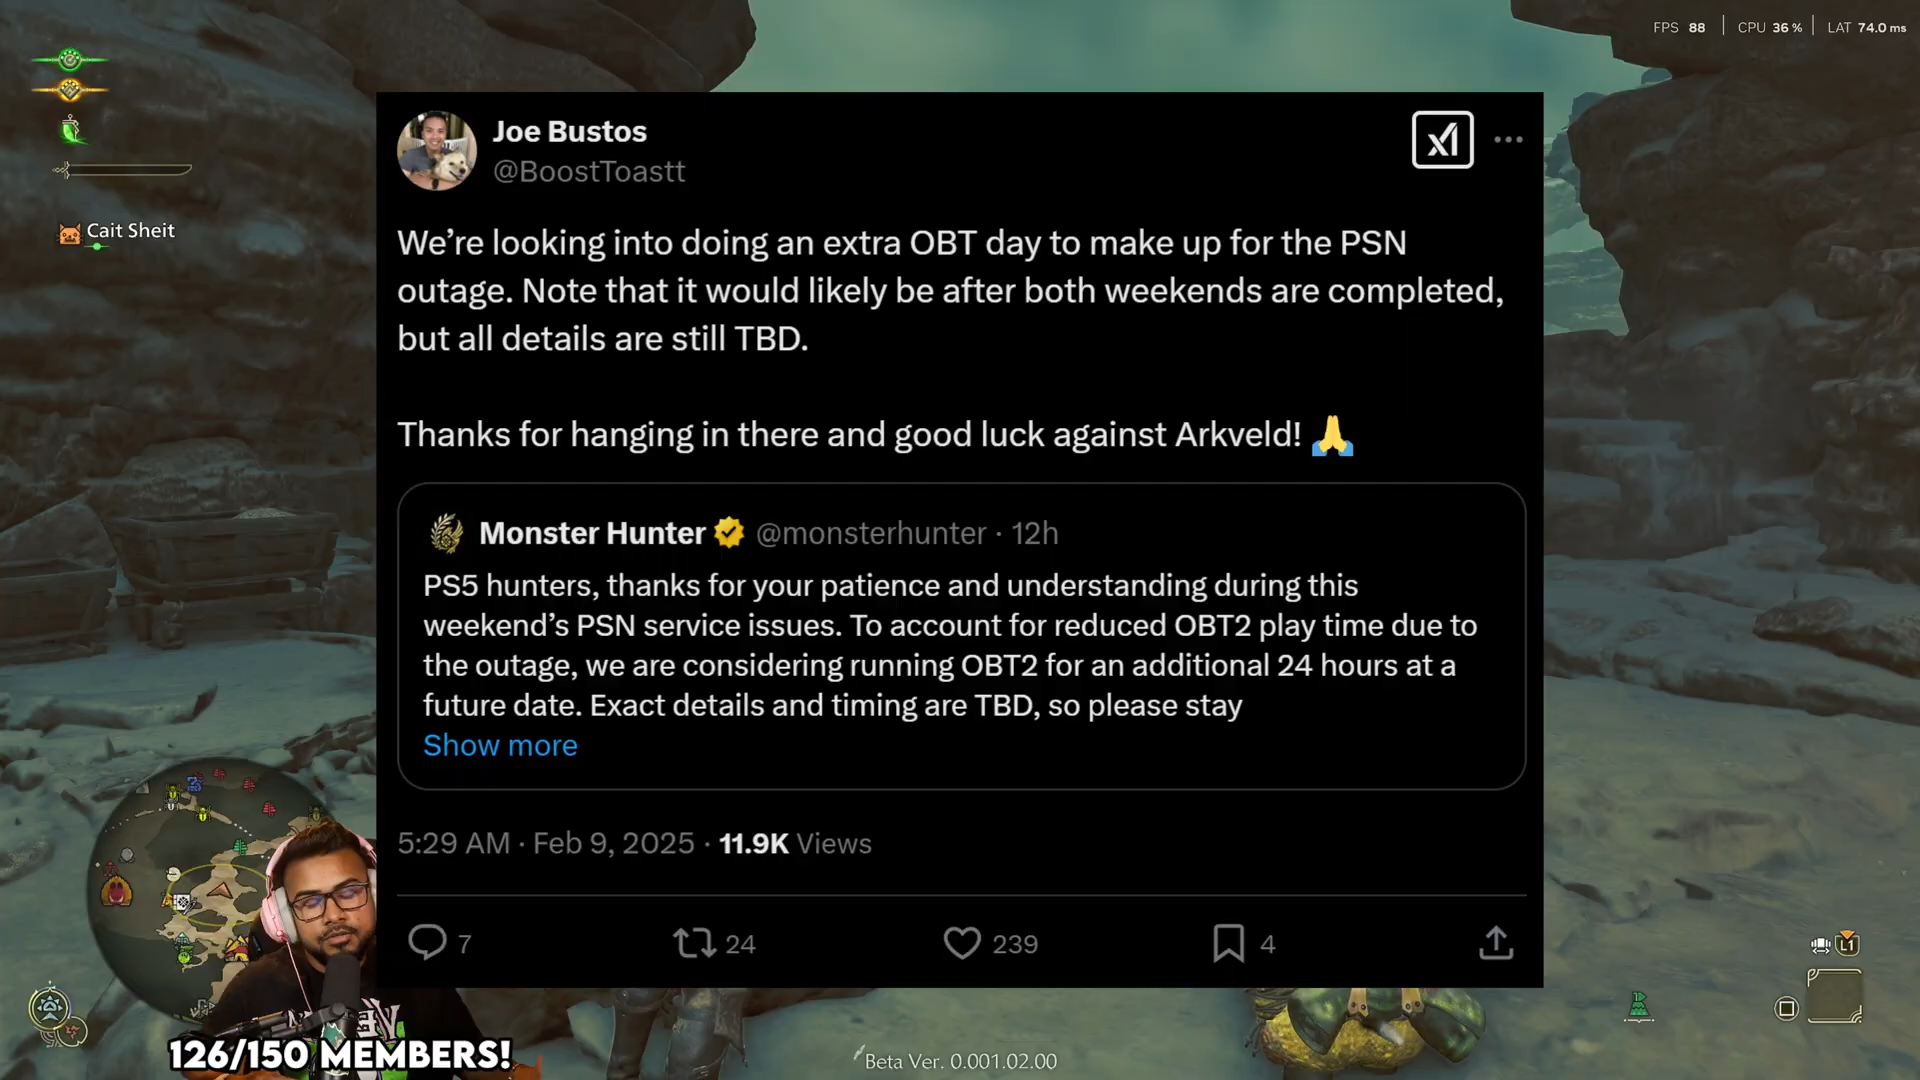 FPS 88 CPU 36 % LAT 74.0 ms
Cait Sheit
Joe Bustos
@BoostToastt
We’re looking into doing an extra OBT day to make up for the PSN
outage. Note that it would likely be after both weekends are completed,
but all details are still TBD.
Thanks for hanging in there and good luck against Arkveld! 🙏
Monster Hunter @monsterhunter · 12h
PS5 hunters, thanks for your patience and understanding during this
weekend’s PSN service issues. To account for reduced OBT2 play time due to
the outage, we are considering running OBT2 for an additional 24 hours at a
future date. Exact details and timing are TBD, so please stay
Show more
5:29 AM · Feb 9, 2025 · 11.9K Views
7 24 239 4
L1
126/150 MEMBERS!
Beta Ver. 0.001.02.00